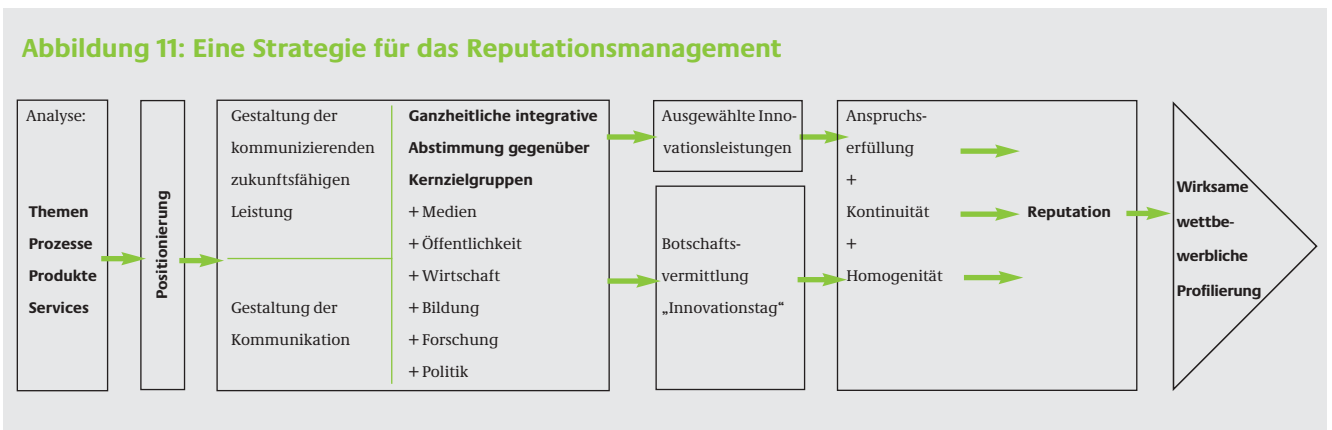 Abbildung 11: Eine Strategie für das Reputationsmanagement
Analyse:
Themen
Prozesse
Produkte
Services
Positionierung
Gestaltung der
kommunizierenden
zukunftsfähigen
Leistung
Gestaltung der
Kommunikation
Ganzheitliche integrative
Abstimmung gegenüber
Kernzielgruppen
+ Medien
+ Öffentlichkeit
+ Wirtschaft
+ Bildung
+ Forschung
+ Politik
Ausgewählte Inno-
vationsleistungen
Botschafts-
vermittlung
„Innovationstag“
Anspruchs-
erfüllung
+
Kontinuität
+
Homogenität
Reputation
Wirksame
wettbe-
werbliche
Profilierung